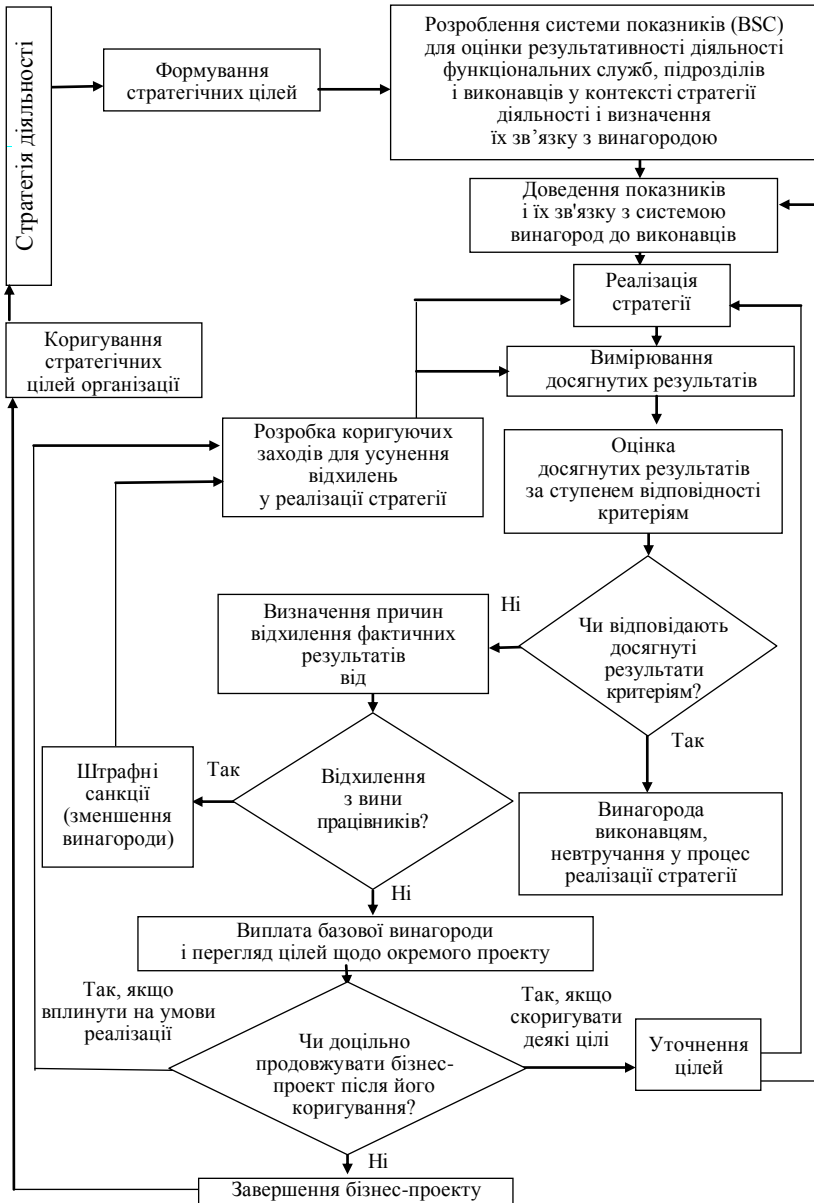 Стратегія діяльності
Формування
стратегічних цілей
Розроблення системи показників (BSC)
для оцінки результативності діяльності
функціональних служб, підрозділів
і виконавців у контексті стратегії
діяльності і визначення
їх зв’язку з винагородою
Доведення показників
і їх зв'язку з системою
винагород до виконавців
Реалізація
стратегії
Коригування
стратегічних
цілей організації
Вимірювання
досягнутих результатів
Розробка коригуючих
заходів для усунення
відхилень
у реалізації стратегії
Оцінка
досягнутих результатів
за ступенем відповідності
критеріям
Ні
Визначення причин
відхилення фактичних
результатів
від
Чи відповідають
досягнуті
результати
критеріям?
Так
Штрафні
санкції
(зменшення
винагороди)
Так
Відхилення
з вини
працівників?
Винагорода
виконавцям,
невтручання у процес
реалізації стратегії
Ні
Виплата базової винагороди
і перегляд цілей щодо окремого проекту
Так, якщо
вплинути на умови
реалізації
Так, якщо
скоригувати
деякі цілі
Чи доцільно
продовжувати бізнес-
проект після його
коригування?
Уточнення
цілей
Ні
Завершення бізнес-проекту